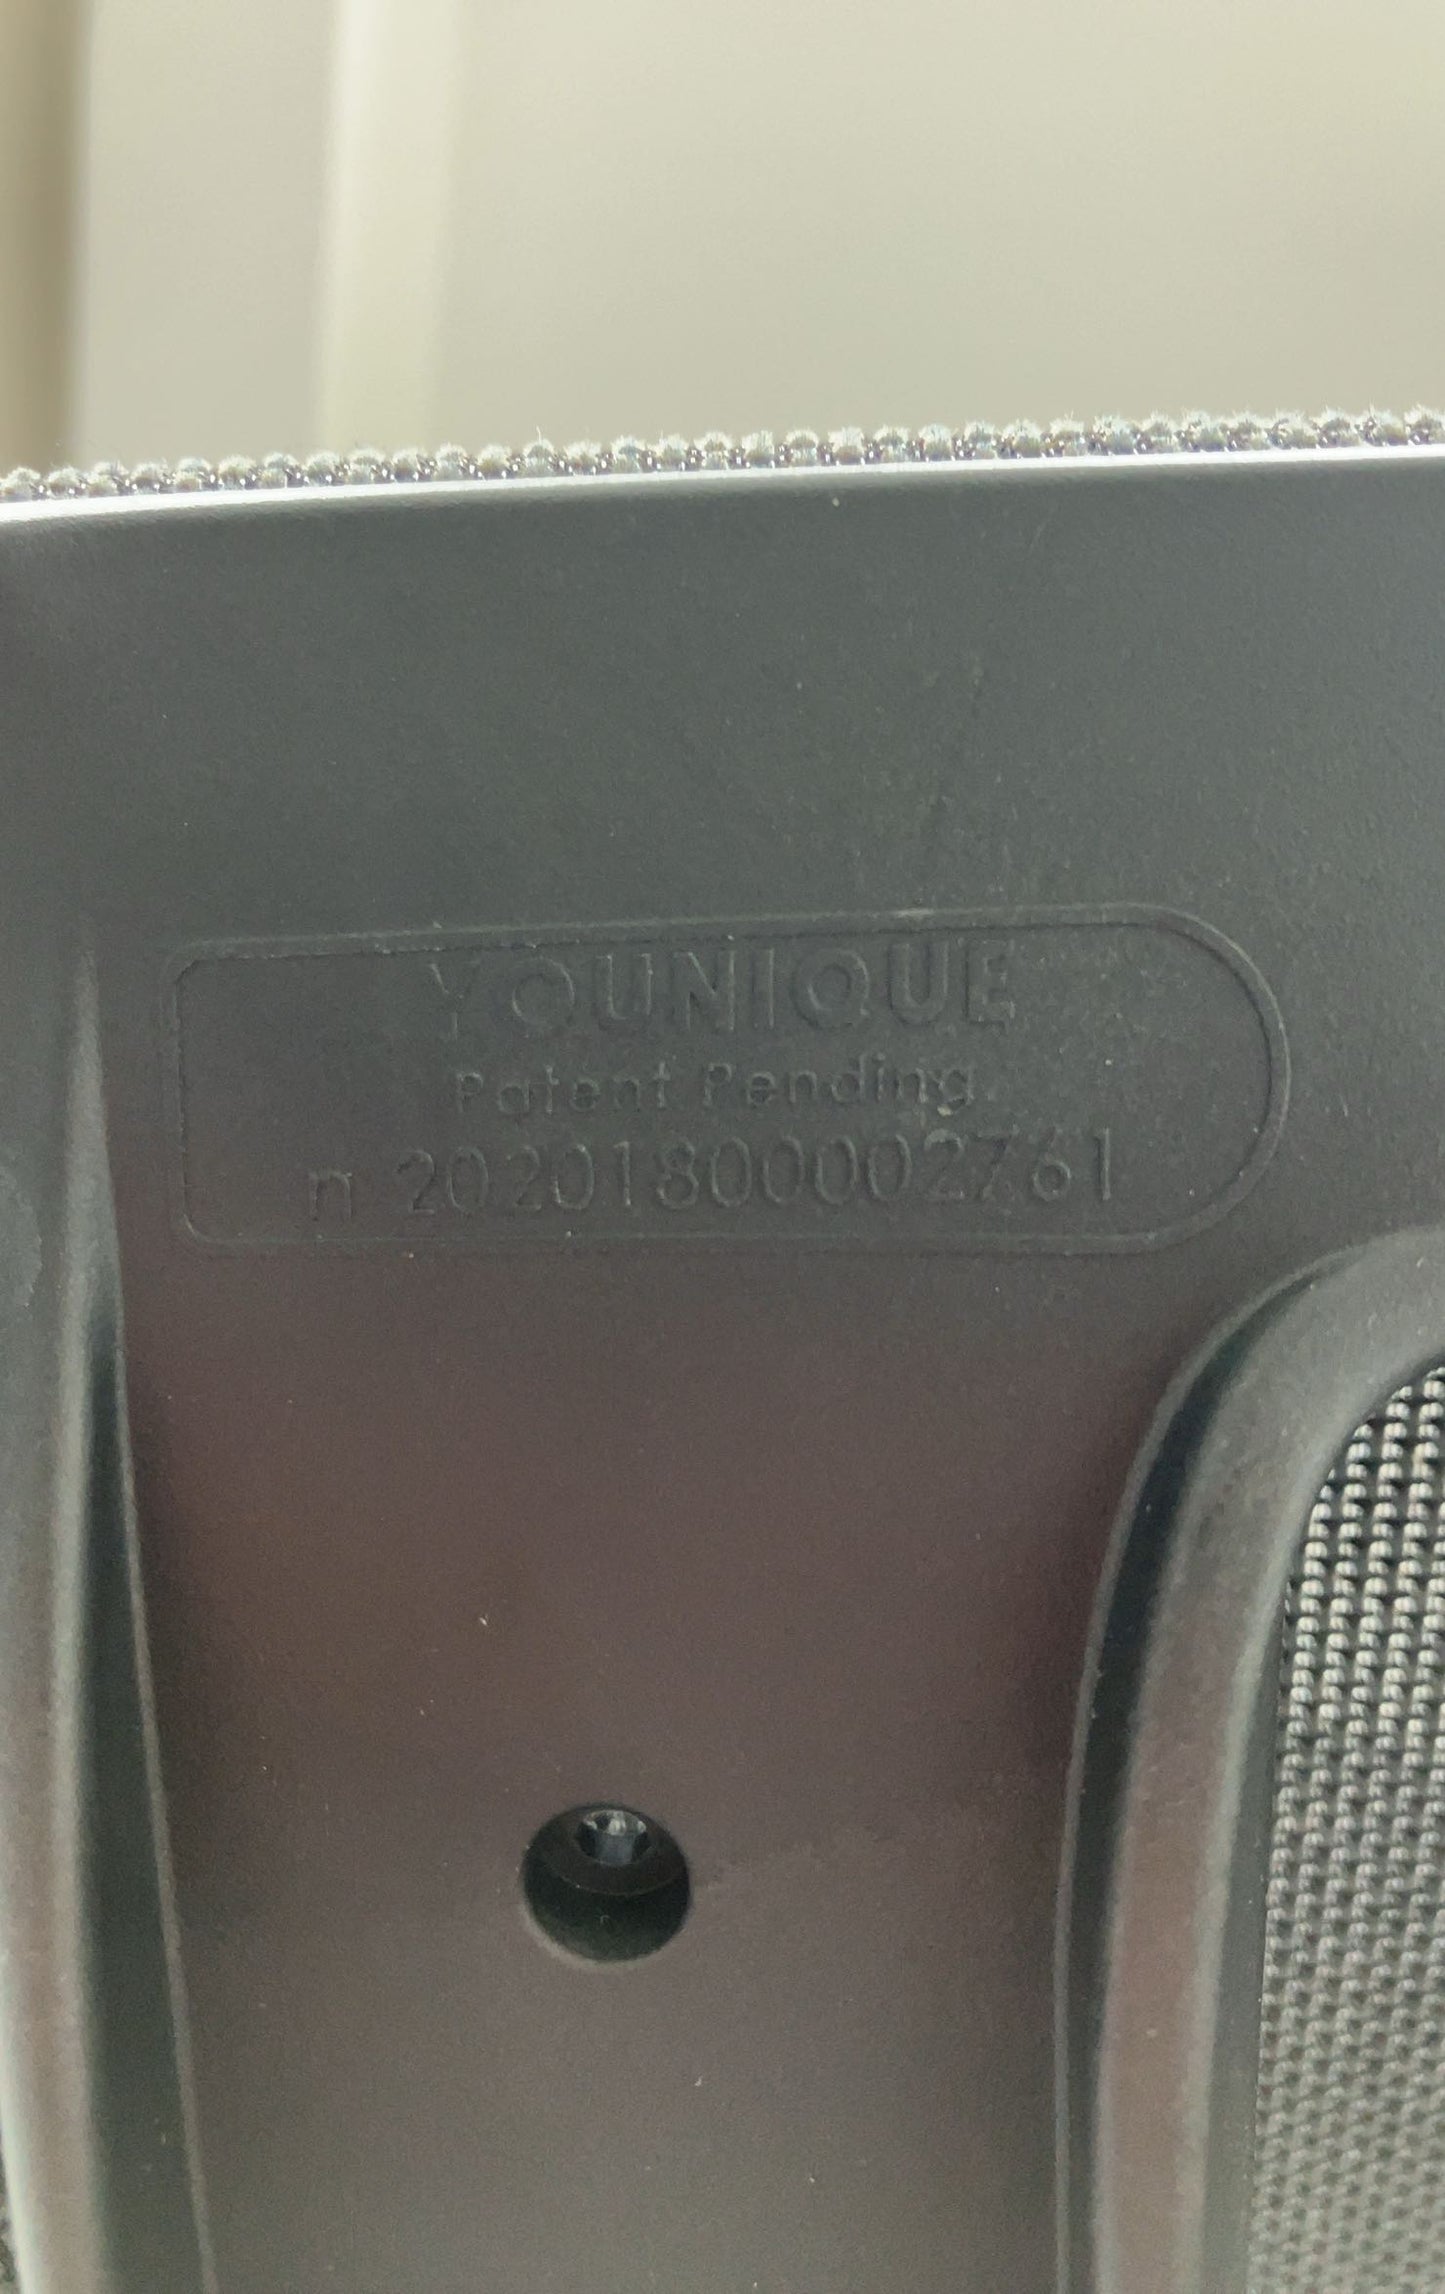 YOUNIQUE
Patent Pending
n 202018000002761